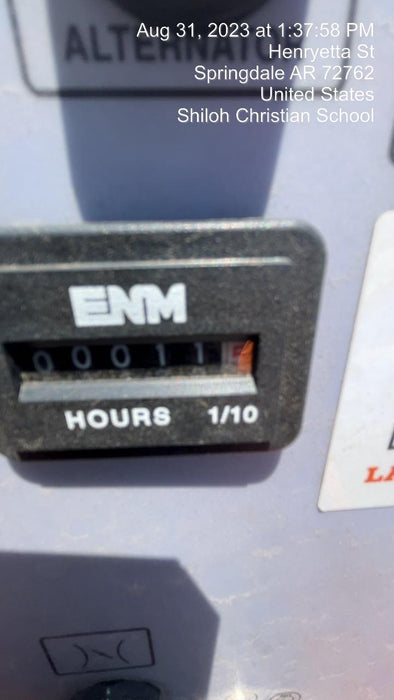 Aug 31, 2023 at 1:37:58 PM
Henryetta St
Springdale AR 72762
United States
Shiloh Christian School
ENM
00011
HOURS 1/10